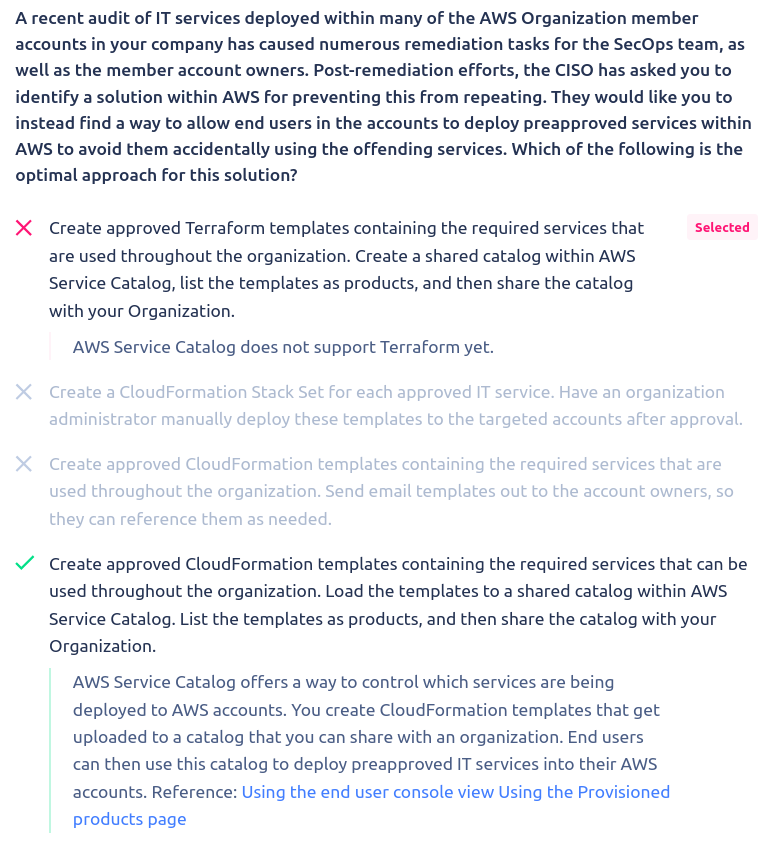 A recent audit of IT services deployed within many of the AWS Organization member
accounts in your company has caused numerous remediation tasks for the SecOps team, as
well as the member account owners. Post-remediation efforts, the CISO has asked you to
identify a solution within AWS for preventing this from repeating. They would like you to
instead find a way to allow end users in the accounts to deploy preapproved services within
AWS to avoid them accidentally using the offending services. Which of the following is the
optimal approach for this solution?
Create approved Terraform templates containing the required services that
Selected
are used throughout the organization. Create a shared catalog within AWS
Service Catalog, list the templates as products, and then share the catalog
with your Organization.
AWS Service Catalog does not support Terraform yet.
Create a CloudFormation Stack Set for each approved IT service. Have an organization
administrator manually deploy these templates to the targeted accounts after approval.
Create approved CloudFormation templates containing the required services that are
used throughout the organization. Send email templates out to the account owners, so
they can reference them as needed.
Create approved CloudFormation templates containing the required services that can be
used throughout the organization. Load the templates to a shared catalog within AWS
Service Catalog. List the templates as products, and then share the catalog with your
Organization.
AWS Service Catalog offers a way to control which services are being
deployed to AWS accounts. You create CloudFormation templates that get
uploaded to a catalog that you can share with an organization. End users
can then use this catalog to deploy preapproved IT services into their AWS
accounts. Reference: Using the end user console view Using the Provisioned
products page